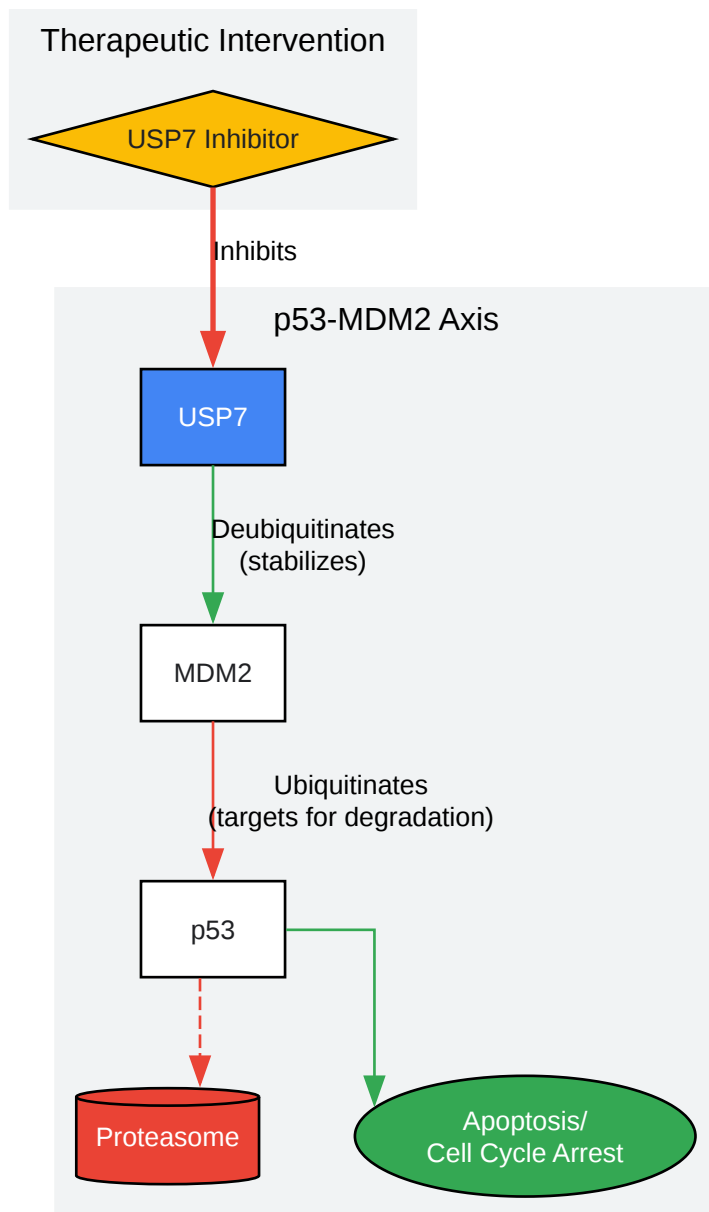 Therapeutic Intervention
USP7 Inhibitor
Inhibits
p53-MDM2 Axis
USP7
Deubiquitinates
(stabilizes)
MDM2
Ubiquitinates
(targets for degradation)
p53
Proteasome
Apoptosis/
Cell Cycle Arrest